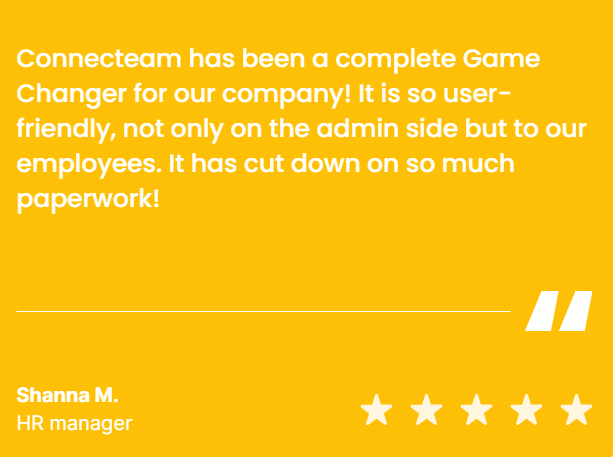 Connecteam has been a complete Game
Changer for our company! It is so user-
friendly, not only on the admin side but to our
employees. It has cut down on so much
paperwork!
Shanna M.
HR manager